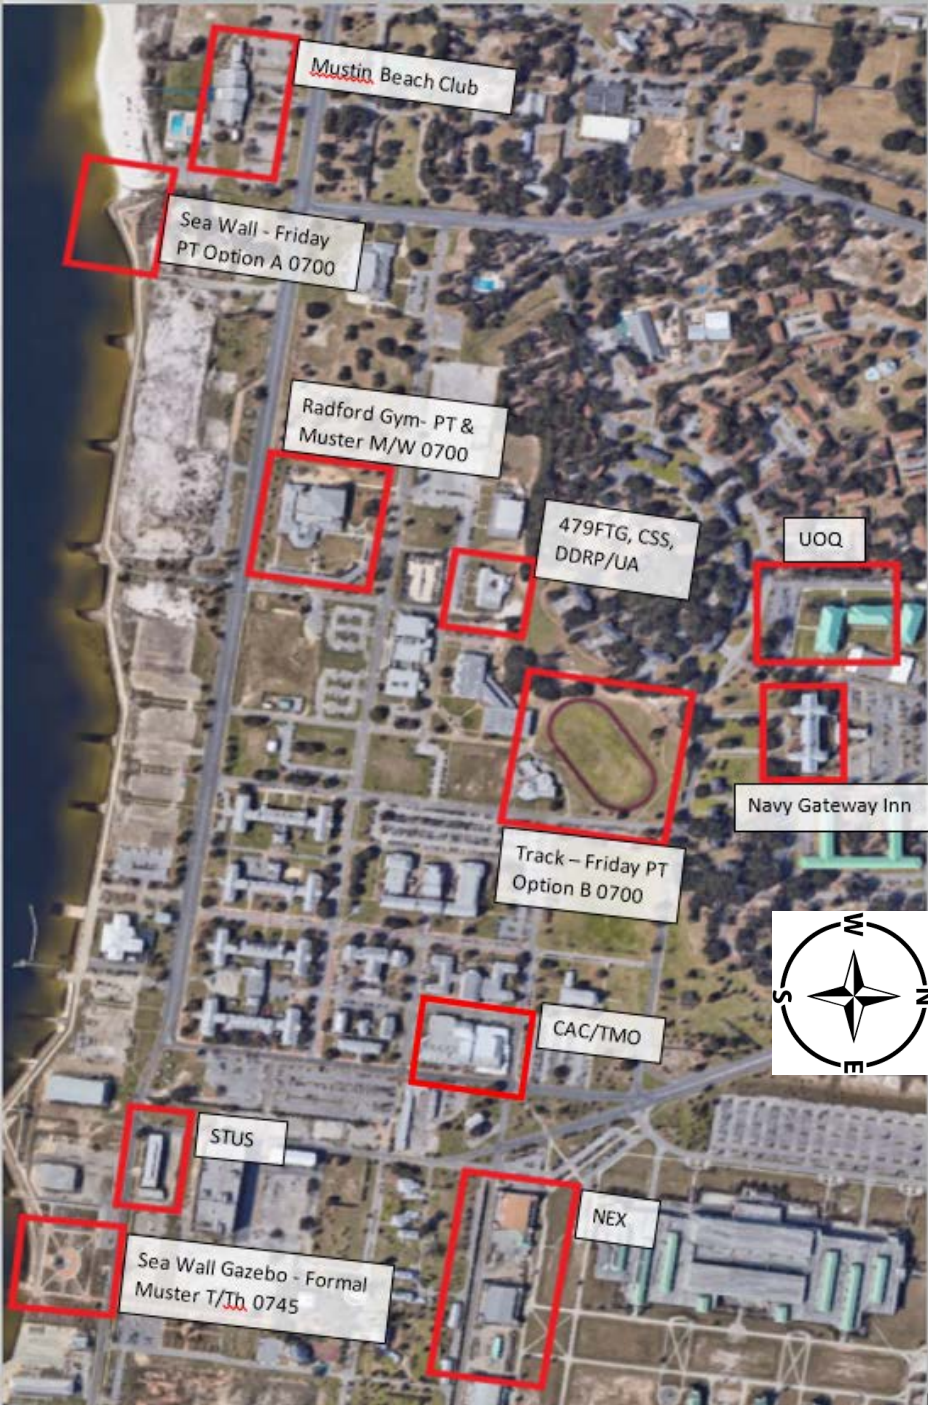 Mustin Beach Club
Sea Wall - Friday
PT Option A 0700
Radford Gym- PT &
Muster M/W 0700
479FTG, CSS,
DDRP/UA
UOQ
Navy Gateway Inn
Track – Friday PT
Option B 0700
W
S
N
E
CAC/TMO
STUS
NEX
Sea Wall Gazebo - Formal
Muster T/Th 0745